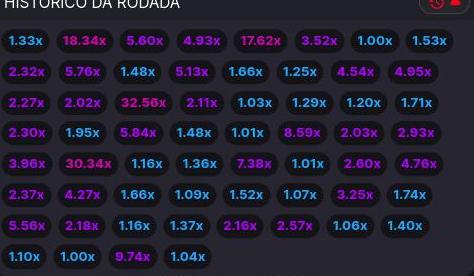 HISTÓRICO DA RODADA
1.33x 18.34x 5.60x 4.93x 17.62x 3.52x 1.00x 1.53x
2.32x 5.76x 1.48x 5.13x 1.66x 1.25x 4.54x 4.95x
2.27x 2.02x 32.56x 2.11x 1.03x 1.29x 1.20x 1.71x
2.30x 1.95x 5.84x 1.48x 1.01x 8.59x 2.03x 2.93x
3.96x 30.34x 1.16x 1.36x 7.38x 1.01x 2.60x 4.76x
2.37x 4.27x 1.66x 1.09x 1.52x 1.07x 3.25x 1.74x
5.56x 2.18x 1.16x 1.37x 2.16x 2.57x 1.06x 1.40x
1.10x 1.00x 9.74x 1.04x